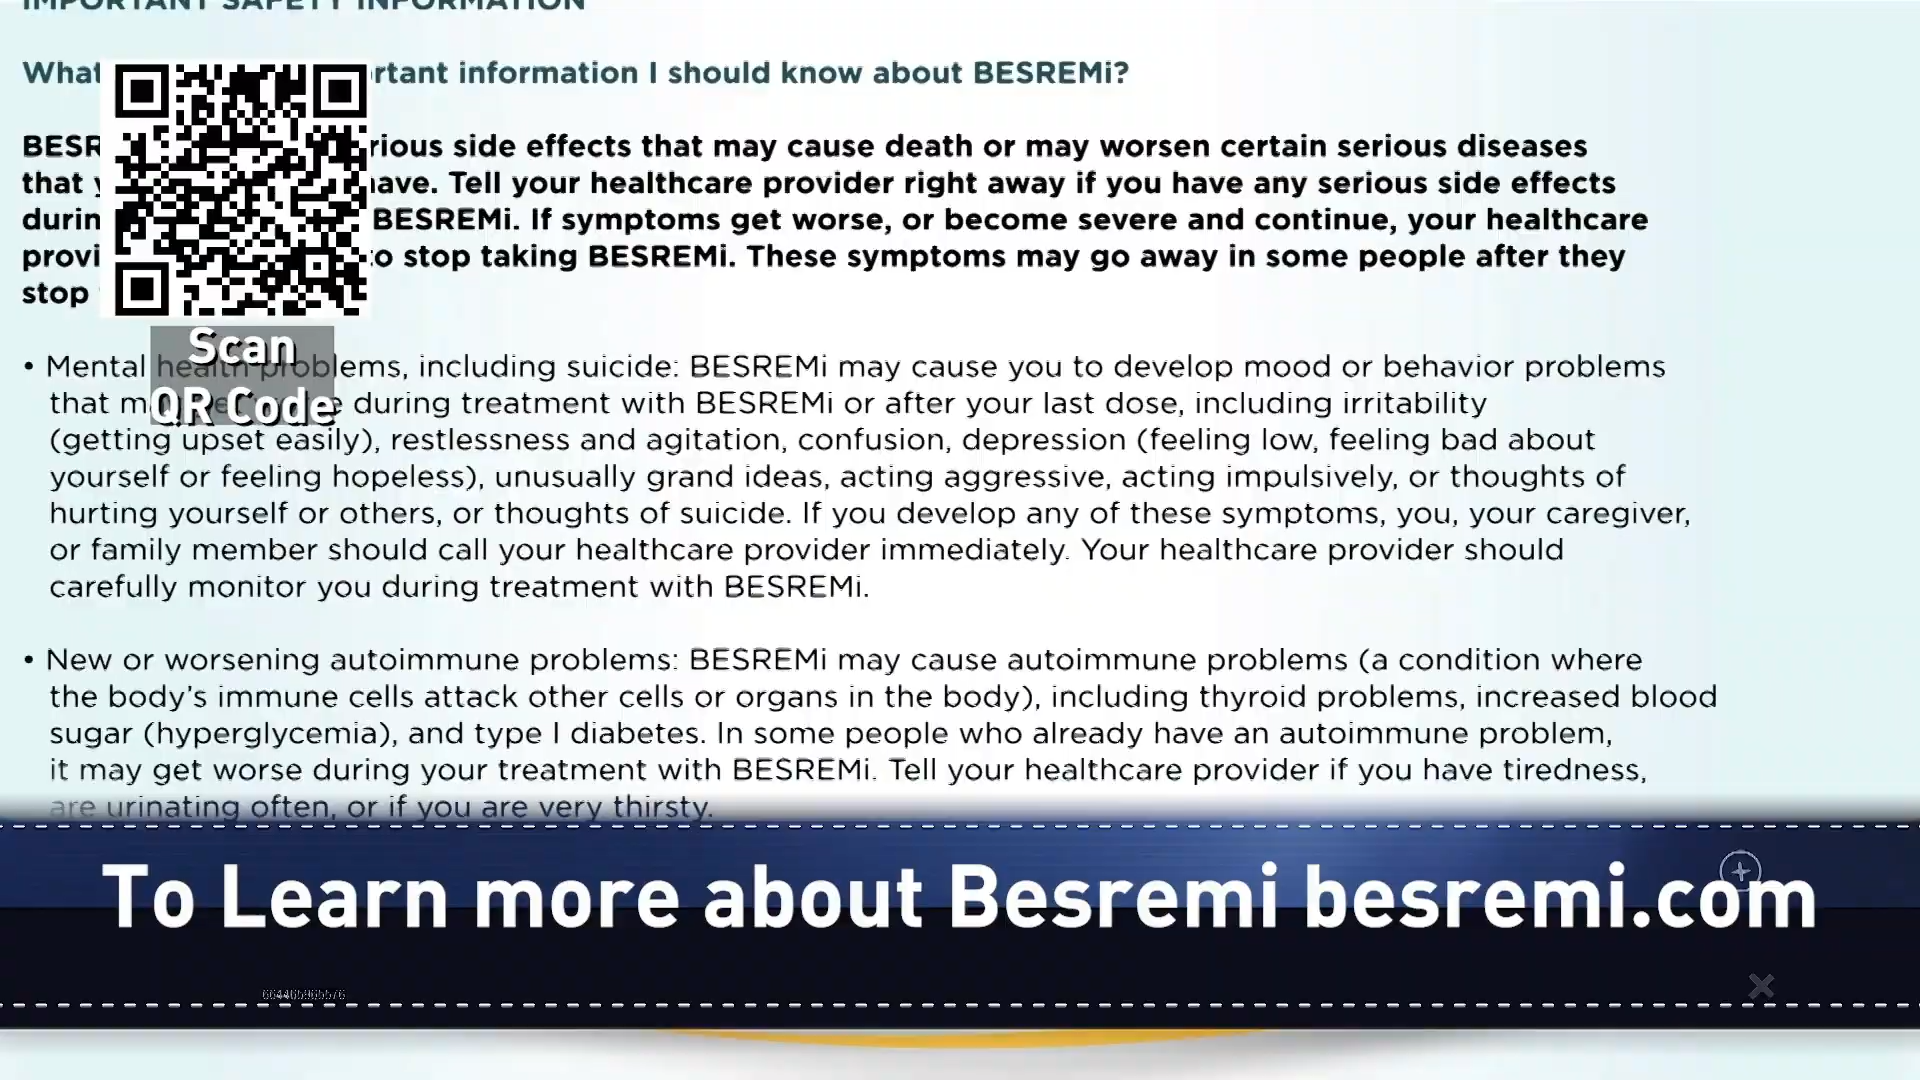 IMPORTANT SAFETY INFORMATION
What rtant information I should know about BESREMi?
BESR rious side effects that may cause death or may worsen certain serious diseases
that have. Tell your healthcare provider right away if you have any serious side effects
durin BESREMi. If symptoms get worse, or become severe and continue, your healthcare
provi to stop taking BESREMi. These symptoms may go away in some people after they
stop
Scan
QR Code
• Mental health problems, including suicide: BESREMi may cause you to develop mood or behavior problems
that during treatment with BESREMi or after your last dose, including irritability
(getting upset easily), restlessness and agitation, confusion, depression (feeling low, feeling bad about
yourself or feeling hopeless), unusually grand ideas, acting aggressive, acting impulsively, or thoughts of
hurting yourself or others, or thoughts of suicide. If you develop any of these symptoms, you, your caregiver,
or family member should call your healthcare provider immediately. Your healthcare provider should
carefully monitor you during treatment with BESREMi.
• New or worsening autoimmune problems: BESREMi may cause autoimmune problems (a condition where
the body's immune cells attack other cells or organs in the body), including thyroid problems, increased blood
sugar (hyperglycemia), and type I diabetes. In some people who already have an autoimmune problem,
it may get worse during your treatment with BESREMi. Tell your healthcare provider if you have tiredness,
are urinating often, or if you are very thirsty.
To Learn more about Besremi besremi.com